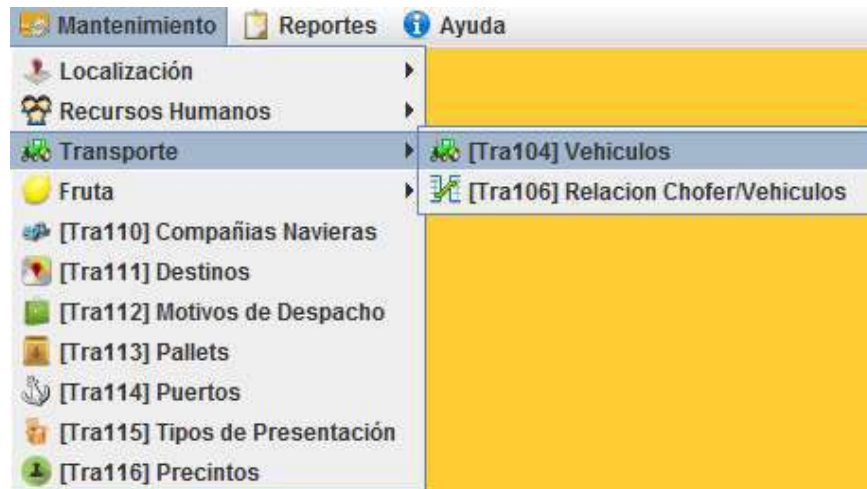 Mantenimiento Reportes Ayuda
Localización
Recursos Humanos
Transporte
[Tra104] Vehiculos
[Tra106] Relacion Chofer/Vehiculos
Fruta
[Tra110] Compañias Navieras
[Tra111] Destinos
[Tra112] Motivos de Despacho
[Tra113] Pallets
[Tra114] Puertos
[Tra115] Tipos de Presentación
[Tra116] Precintos